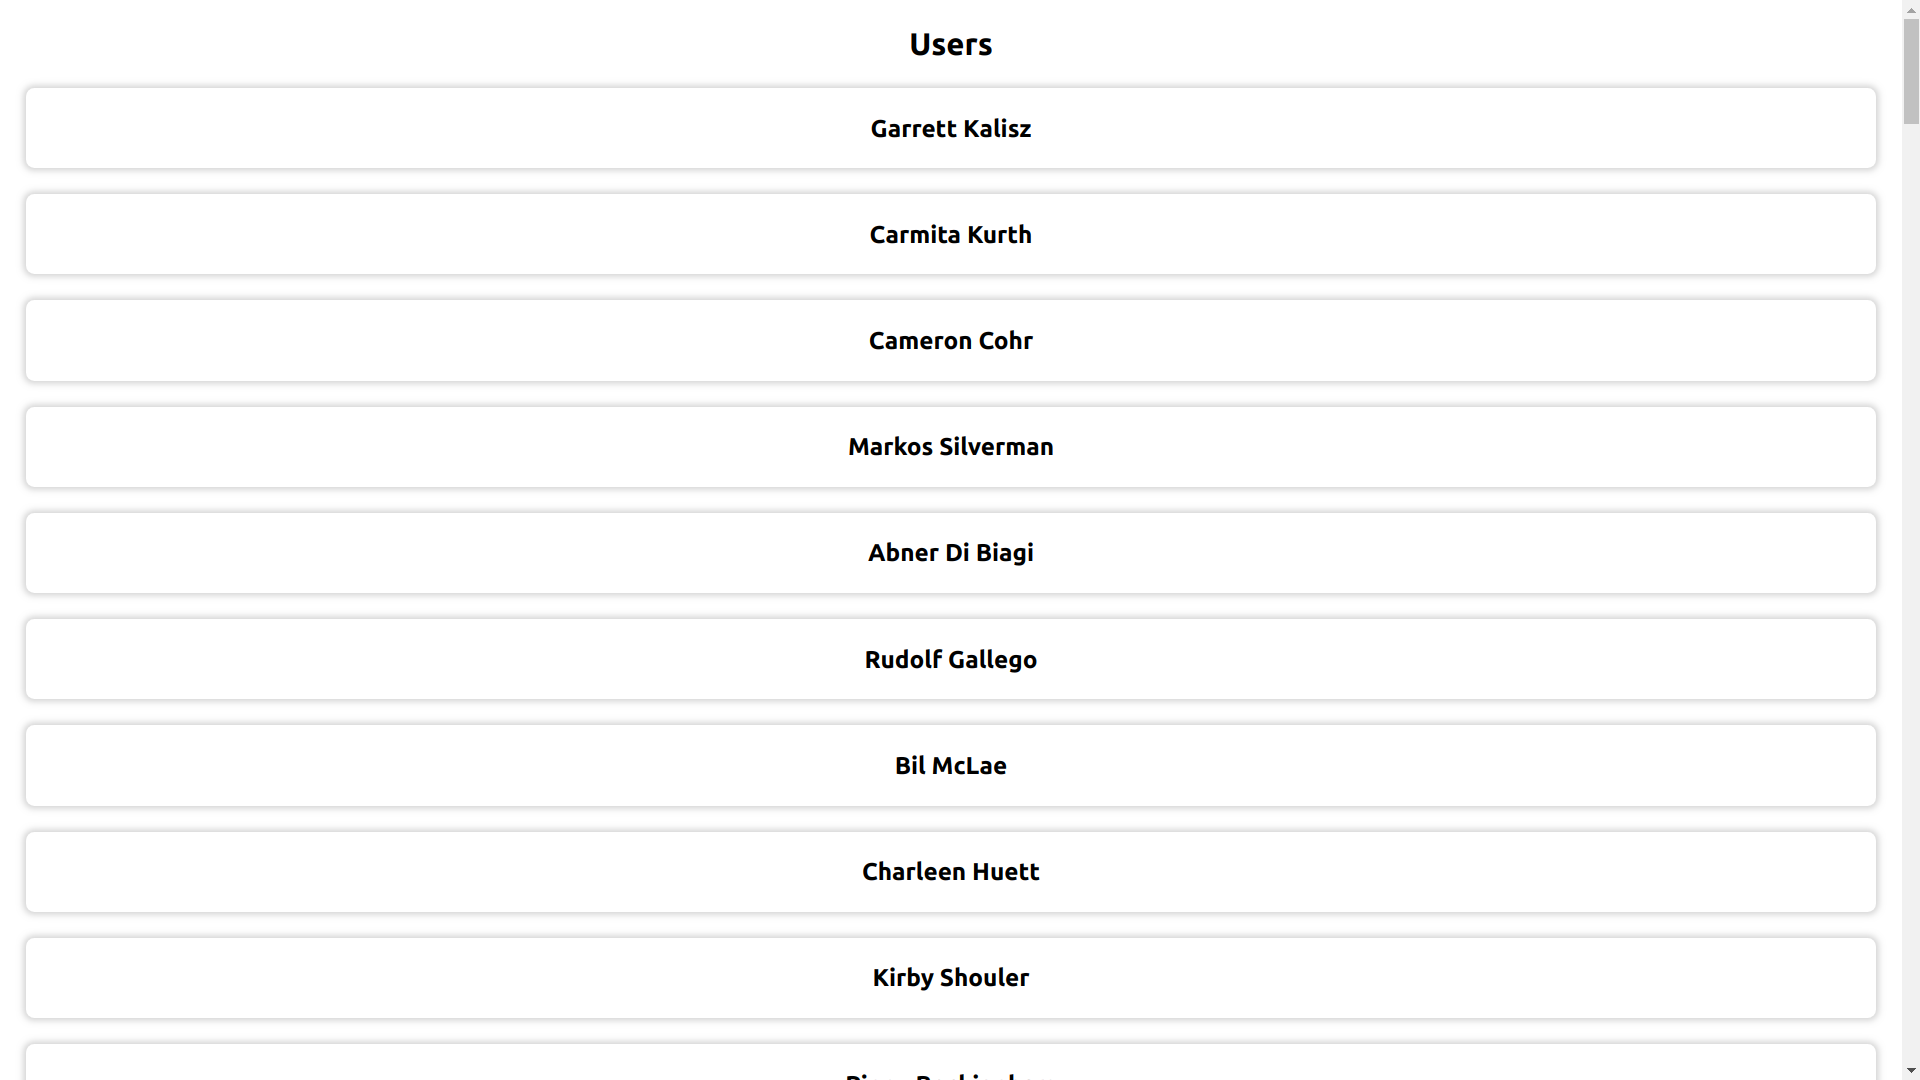 Users
Garrett Kalisz
Carmita Kurth
Cameron Cohr
Markos Silverman
Abner Di Biagi
Rudolf Gallego
Bil McLae
Charleen Huett
Kirby Shouler